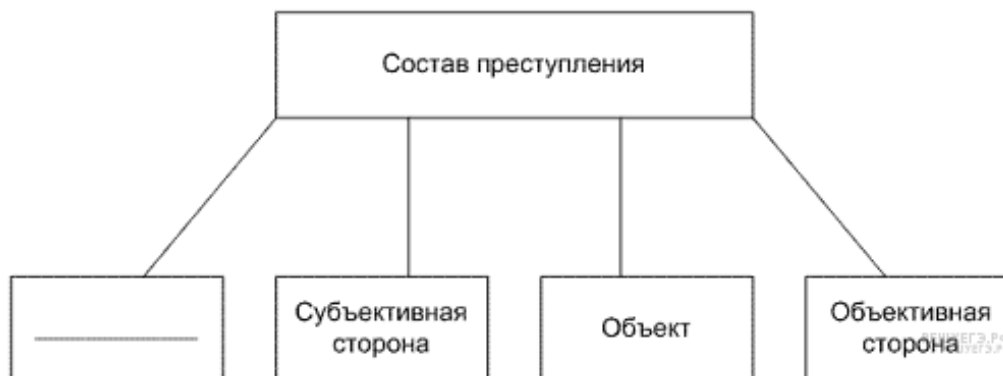 Состав преступления
Субъективная
сторона
Объект
Объективная
сторона